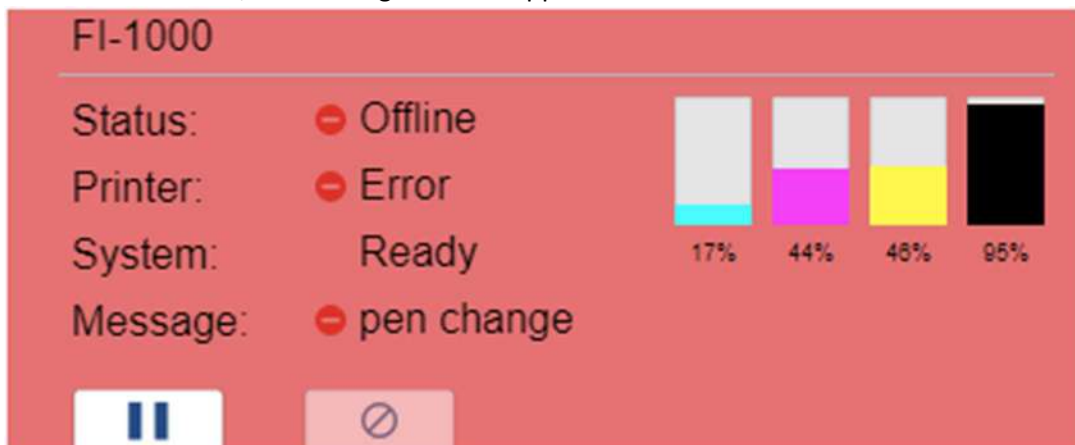 FI-1000
Status: Offline
Printer: Error
System: Ready
Message: pen change
17% 44% 46% 95%